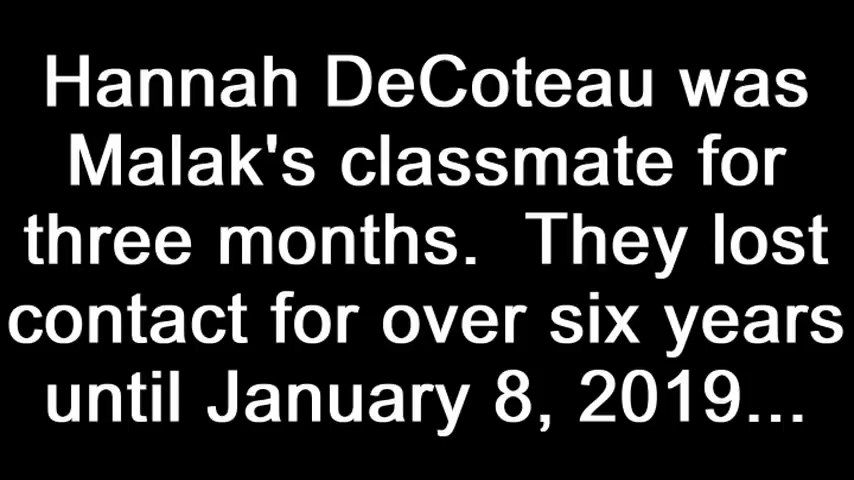 Hannah DeCoteau was
Malak's classmate for
three months.  They lost
contact for over six years
until January 8, 2019...